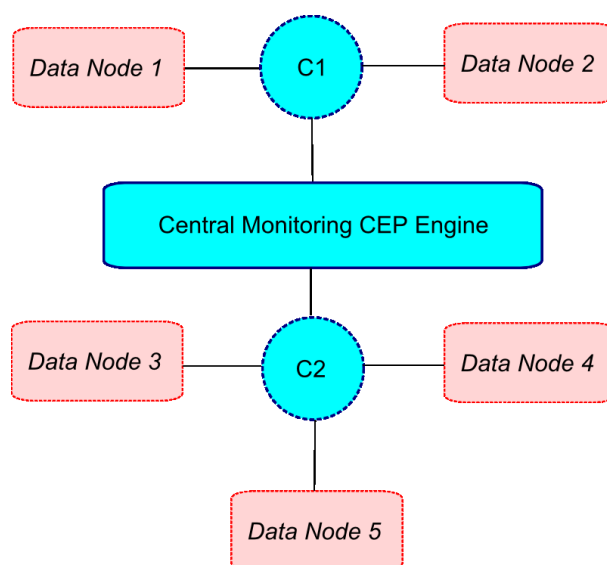 Data Node 1
C1
Data Node 2
Central Monitoring CEP Engine
Data Node 3
C2
Data Node 4
Data Node 5